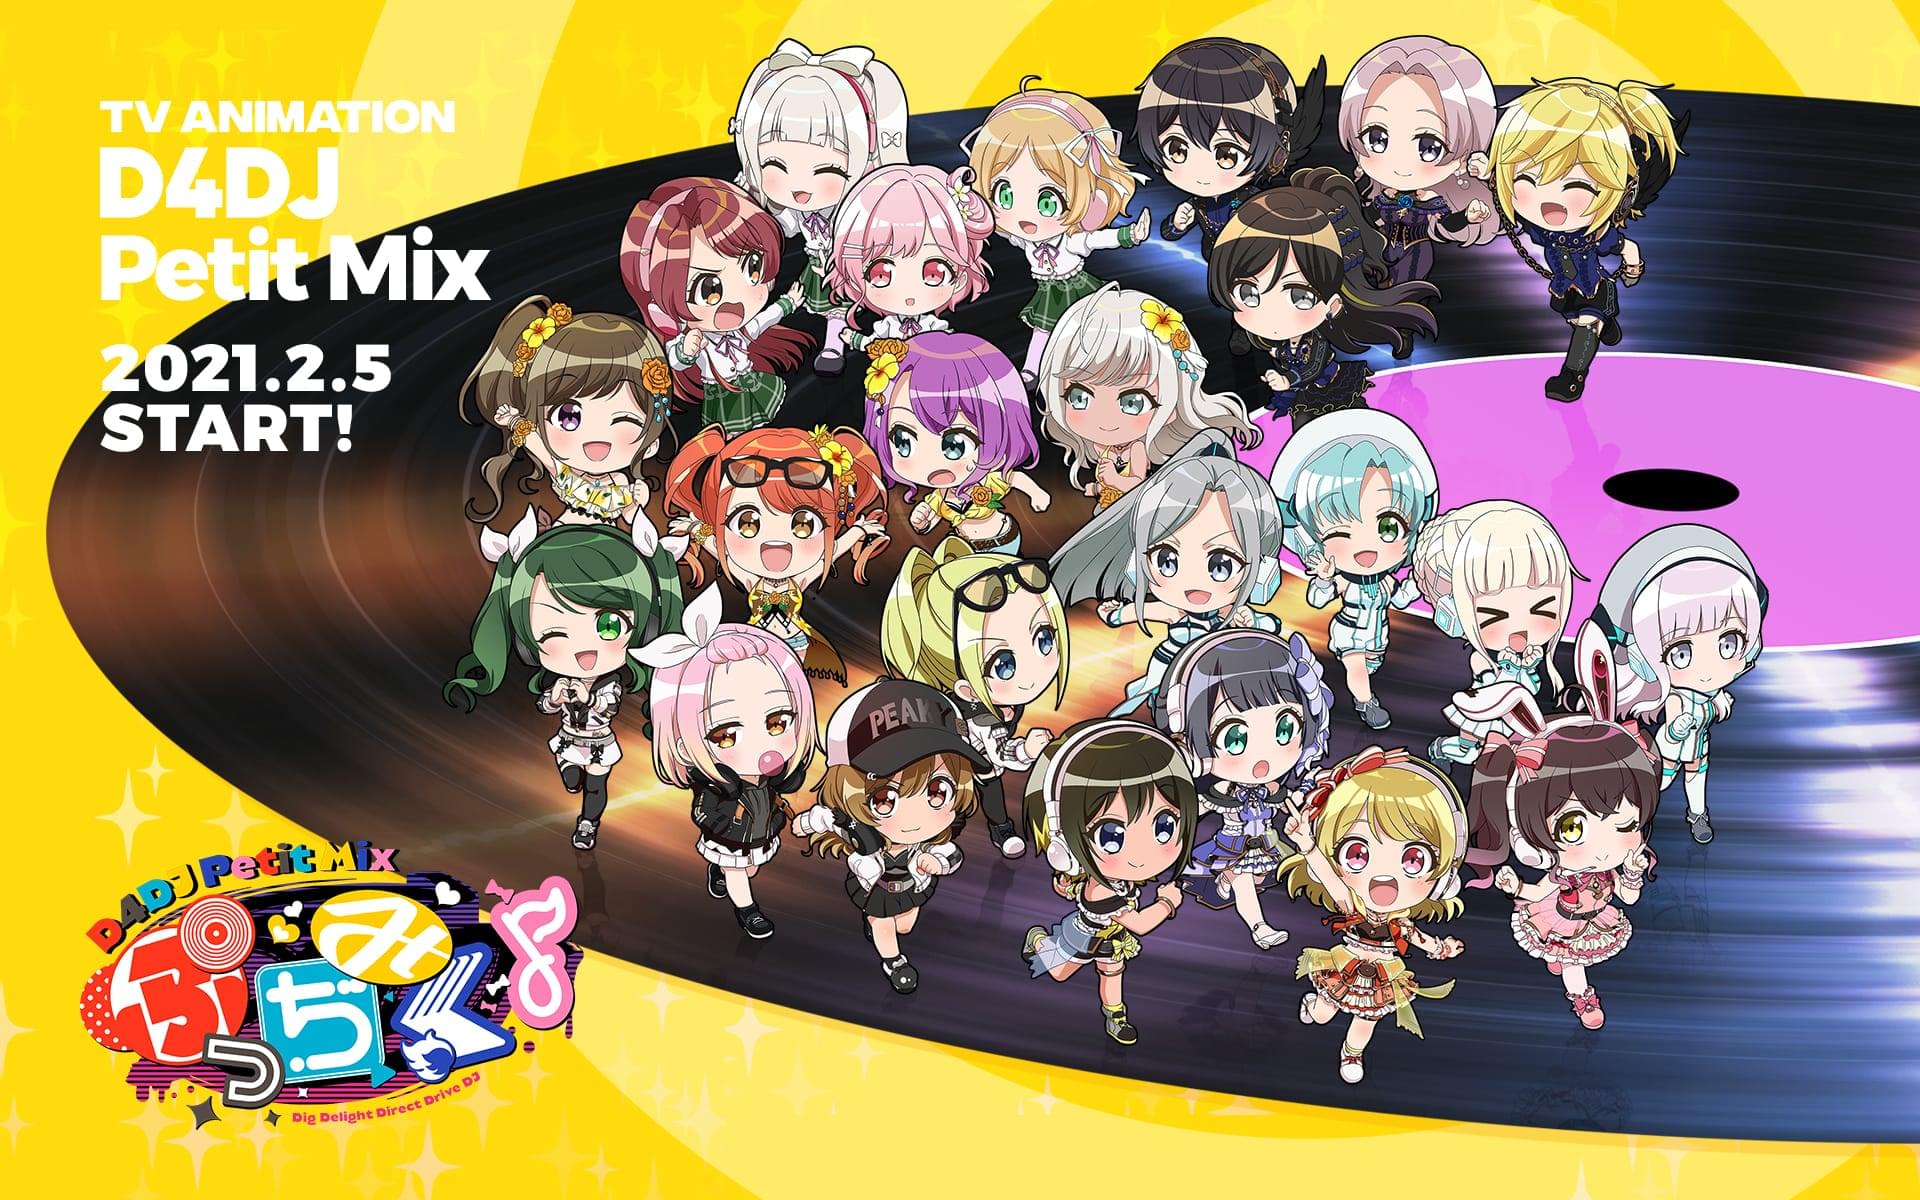 TV ANIMATION
D4DJ
Petit Mix
2021.2.5
START!
PEAKY
D4DJ Petit Mix
ぷっちみく♪
Dig Delight Direct Drive DJ